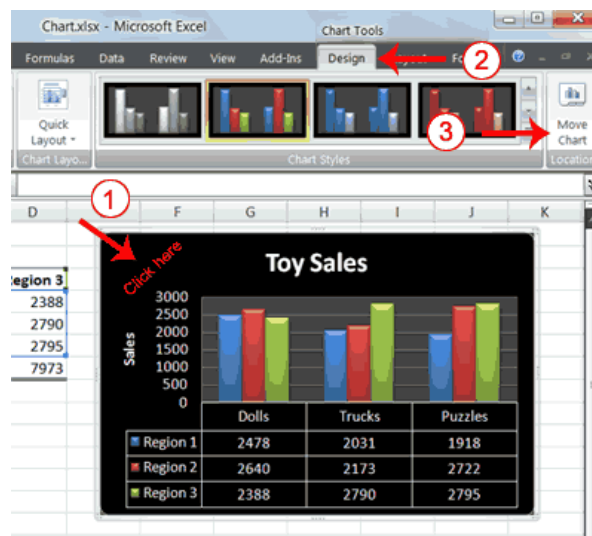 Chart.xlsx - Microsoft Excel
Chart Tools
Formulas Data Review View Add-Ins Design
2
Quick
Layout
Move
Chart
3
Chart Layo... Chart Styles Location
1
D F G H I J K
Click here
Toy Sales
egion 3
2388
2790
2795
7973
Sales
3000
2500
2000
1500
1000
500
0
Dolls Trucks Puzzles
Region 1 2478 2031 1918
Region 2 2640 2173 2722
Region 3 2388 2790 2795